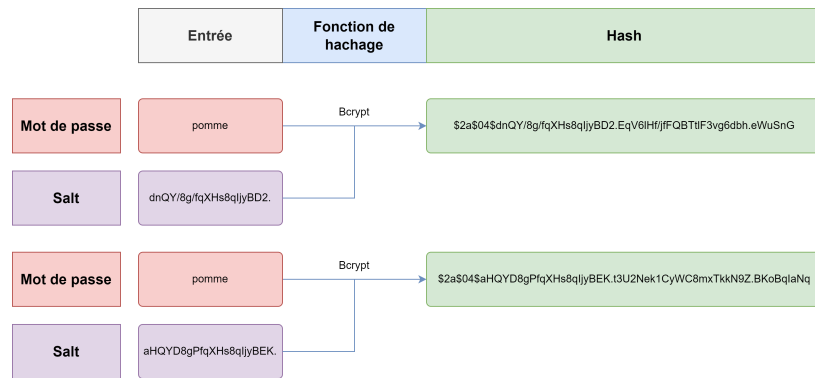 Entrée
Fonction de
hachage
Hash
Mot de passe
pomme
Bcrypt
$2a$04$dnQY/8g/fqXHs8qIjyBD2.EqV6lHf/jfFQBTtIF3vg6dbh.eWuSnG
Salt
dnQY/8g/fqXHs8qIjyBD2.
Mot de passe
pomme
Bcrypt
$2a$04$aHQYD8gPfqXHs8qIjyBEK.t3U2Nek1CyWC8mxTkkN9Z.BKoBqIaNq
Salt
aHQYD8gPfqXHs8qIjyBEK.